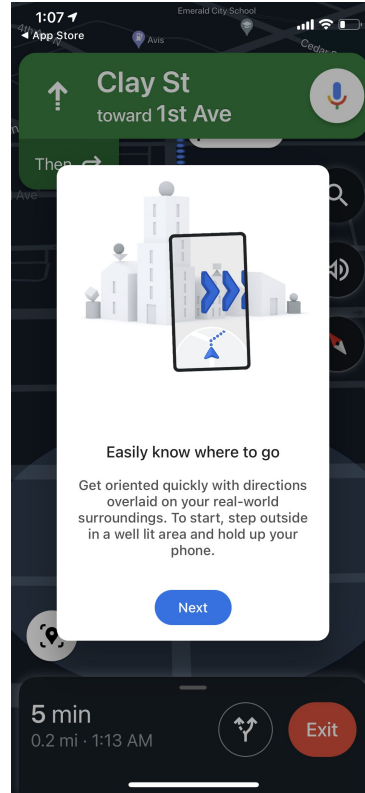 1:07
Emerald City School
◀ App Store
Avis
Clay St
toward 1st Ave
Then
Ave
Easily know where to go
Get oriented quickly with directions
overlaid on your real-world
surroundings. To start, step outside
in a well lit area and hold up your
phone.
Next
5 min
0.2 mi · 1:13 AM
Exit